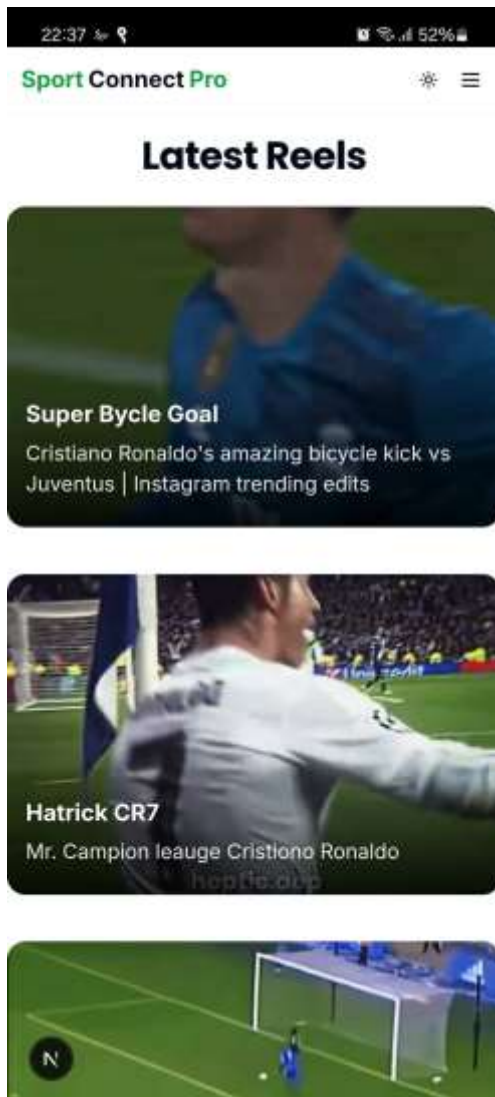 22:37
52%
Sport Connect Pro
Latest Reels
Super Bycle Goal
Cristiano Ronaldo's amazing bicycle kick vs
Juventus | Instagram trending edits
7
Hatrick CR7
Mr. Campion leauge Cristiono Ronaldo
N